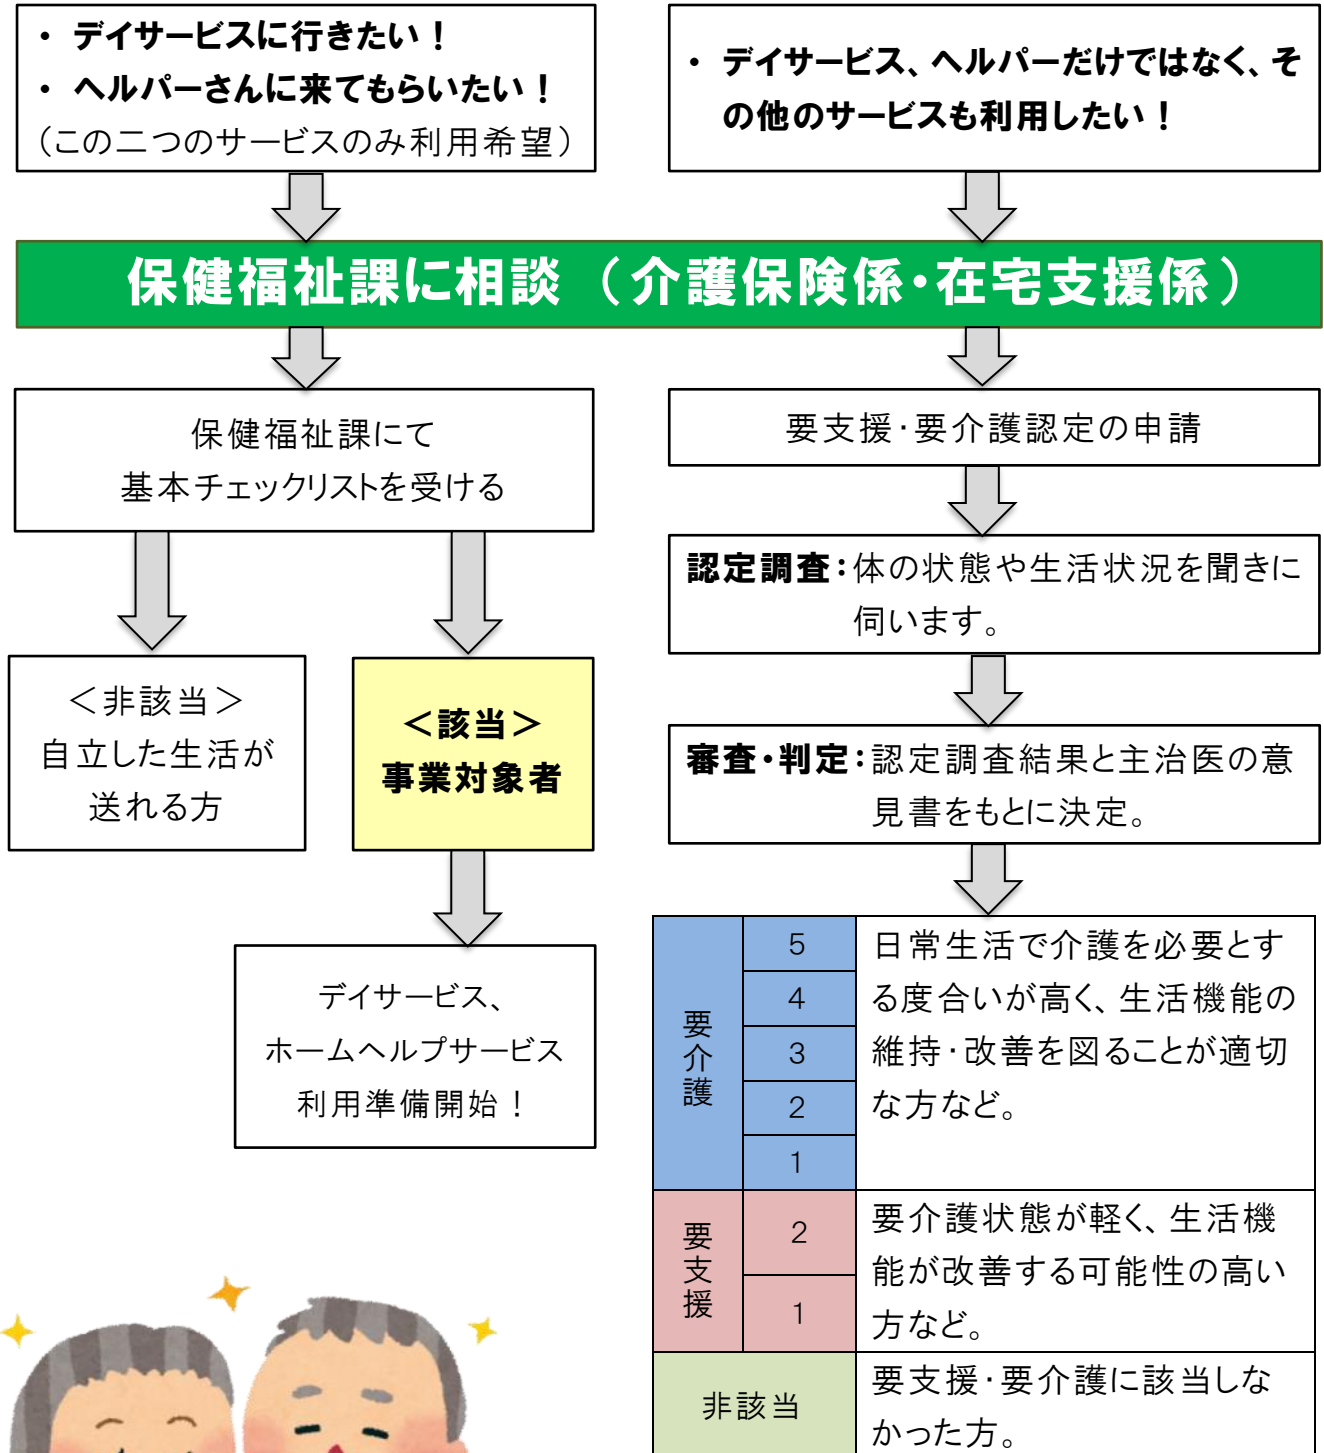 ・ デイサービスに行きたい！
・ ヘルパーさんに来てもらいたい！
（この二つのサービスのみ利用希望）
・ デイサービス、ヘルパーだけではなく、そ
の他のサービスも利用したい！
保健福祉課に相談（介護保険係・在宅支援係）
保健福祉課にて
基本チェックリストを受ける
＜非該当＞
自立した生活が
送れる方
＜該当＞
事業対象者
デイサービス、
ホームヘルプサービス
利用準備開始！
要支援・要介護認定の申請
認定調査：体の状態や生活状況を聞きに
伺います。
審査・判定：認定調査結果と主治医の意
見書をもとに決定。
要介護
5
4
3
2
1
日常生活で介護を必要とす
る度合いが高く、生活機能の
維持・改善を図ることが適切
な方など。
要支援
2
1
要介護状態が軽く、生活機
能が改善する可能性の高い
方など。
非該当
要支援・要介護に該当しな
かった方。